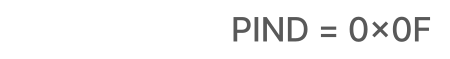 PIND = 0×0F